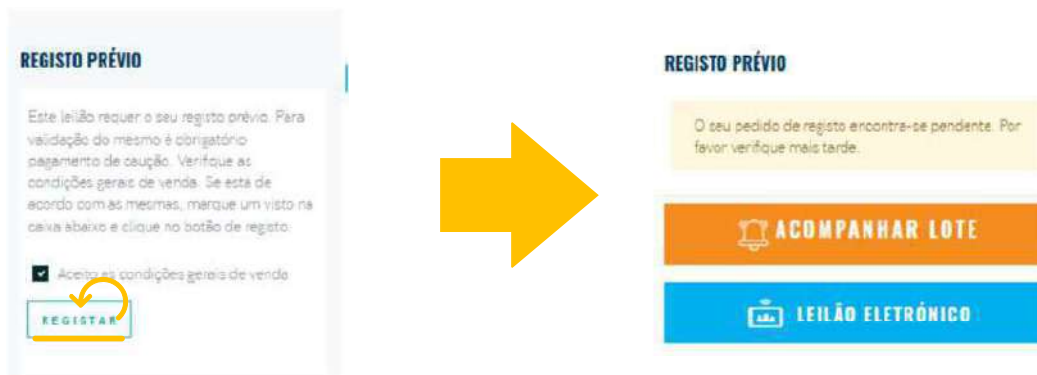 REGISTO PRÉVIO
Este leilão requer o seu registo prévio. Para
validação do mesmo é obrigatório
pagamento de caução. Verifique as
condições gerais de venda. Se está de
acordo com as mesmas, marque um visto na
caixa abaixo e clique no botão de registo.
Aceito as condições gerais de venda
REGISTAR
REGISTO PRÉVIO
O seu pedido de registo encontra-se pendente. Por
favor verifique mais tarde.
ACOMPANHAR LOTE
LEILÃO ELETRÓNICO